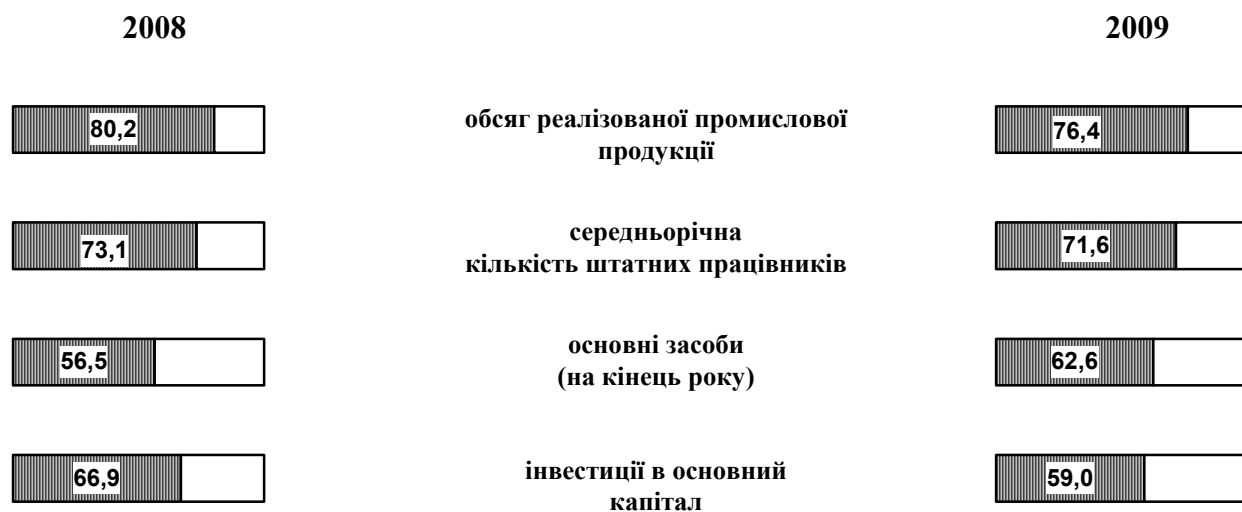 2008
2009
80,2
обсяг реалізованої промислової
продукції
76,4
73,1
середньорічна
кількість штатних працівників
71,6
56,5
основні засоби
(на кінець року)
62,6
66,9
інвестиції в основний
капітал
59,0